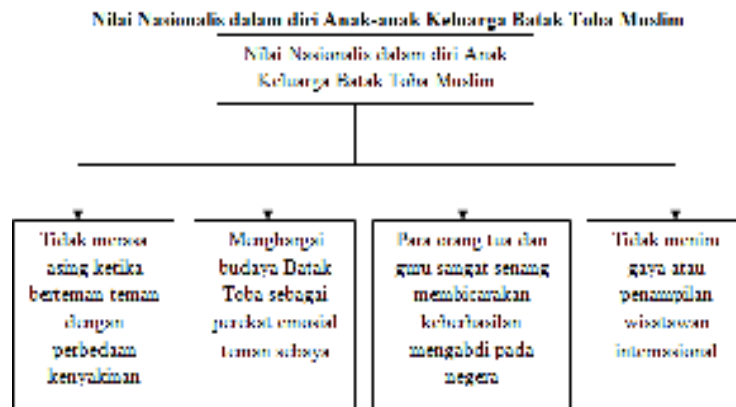 Nilai Nasionalis dalam diri Anak-anak Keluarga Batak Toba Muslim
Nilai Nasionalis dalam diri Anak
Keluarga Batak Toba Muslim
Tidak merasa
asing ketika
berteman teman
dengan
perbedaan
kenyakinan
Menghargai
budaya Batak
Toba sebagai
perekat emosial
teman sebaya
Para orang tua dan
guru sangat senang
membicarakan
keberhasilan
mengabdi pada
negera
Tidak meniru
gaya atau
penampilan
wisatawan
internasional